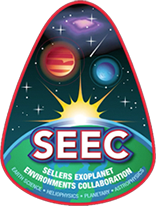 SEEC
SELLERS EXOPLANET
ENVIRONMENTS COLLABORATION
EARTH SCIENCE • HELIOPHYSICS • PLANETARY • ASTROPHYSICS